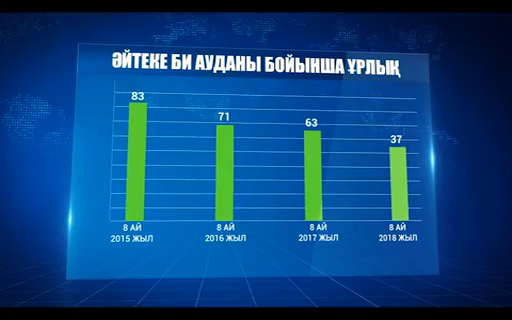 ӘЙТЕКЕ БИ АУДАНЫ БОЙЫНША ҰРЛЫҚ
83
71
63
37
8 АЙ
2015 ЖЫЛ
8 АЙ
2016 ЖЫЛ
8 АЙ
2017 ЖЫЛ
8 АЙ
2018 ЖЫЛ